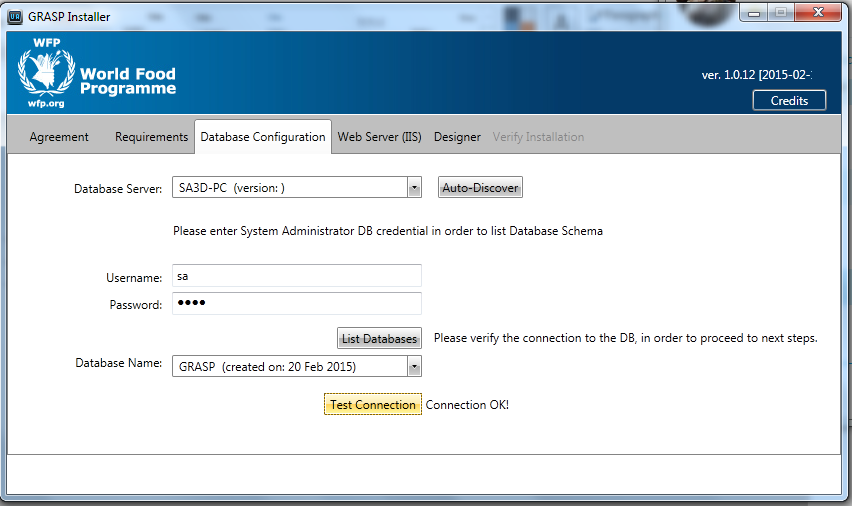 GRASP Installer
WFP
World Food
Programme
wfp.org
ver. 1.0.12 [2015-02-
Credits
Agreement Requirements Database Configuration Web Server (IIS) Designer Verify Installation
Database Server: SA3D-PC (version: ) Auto-Discover
Please enter System Administrator DB credential in order to list Database Schema
Username: sa
Password: ●●●●
List Databases Please verify the connection to the DB, in order to proceed to next steps.
Database Name: GRASP (created on: 20 Feb 2015)
Test Connection Connection OK!